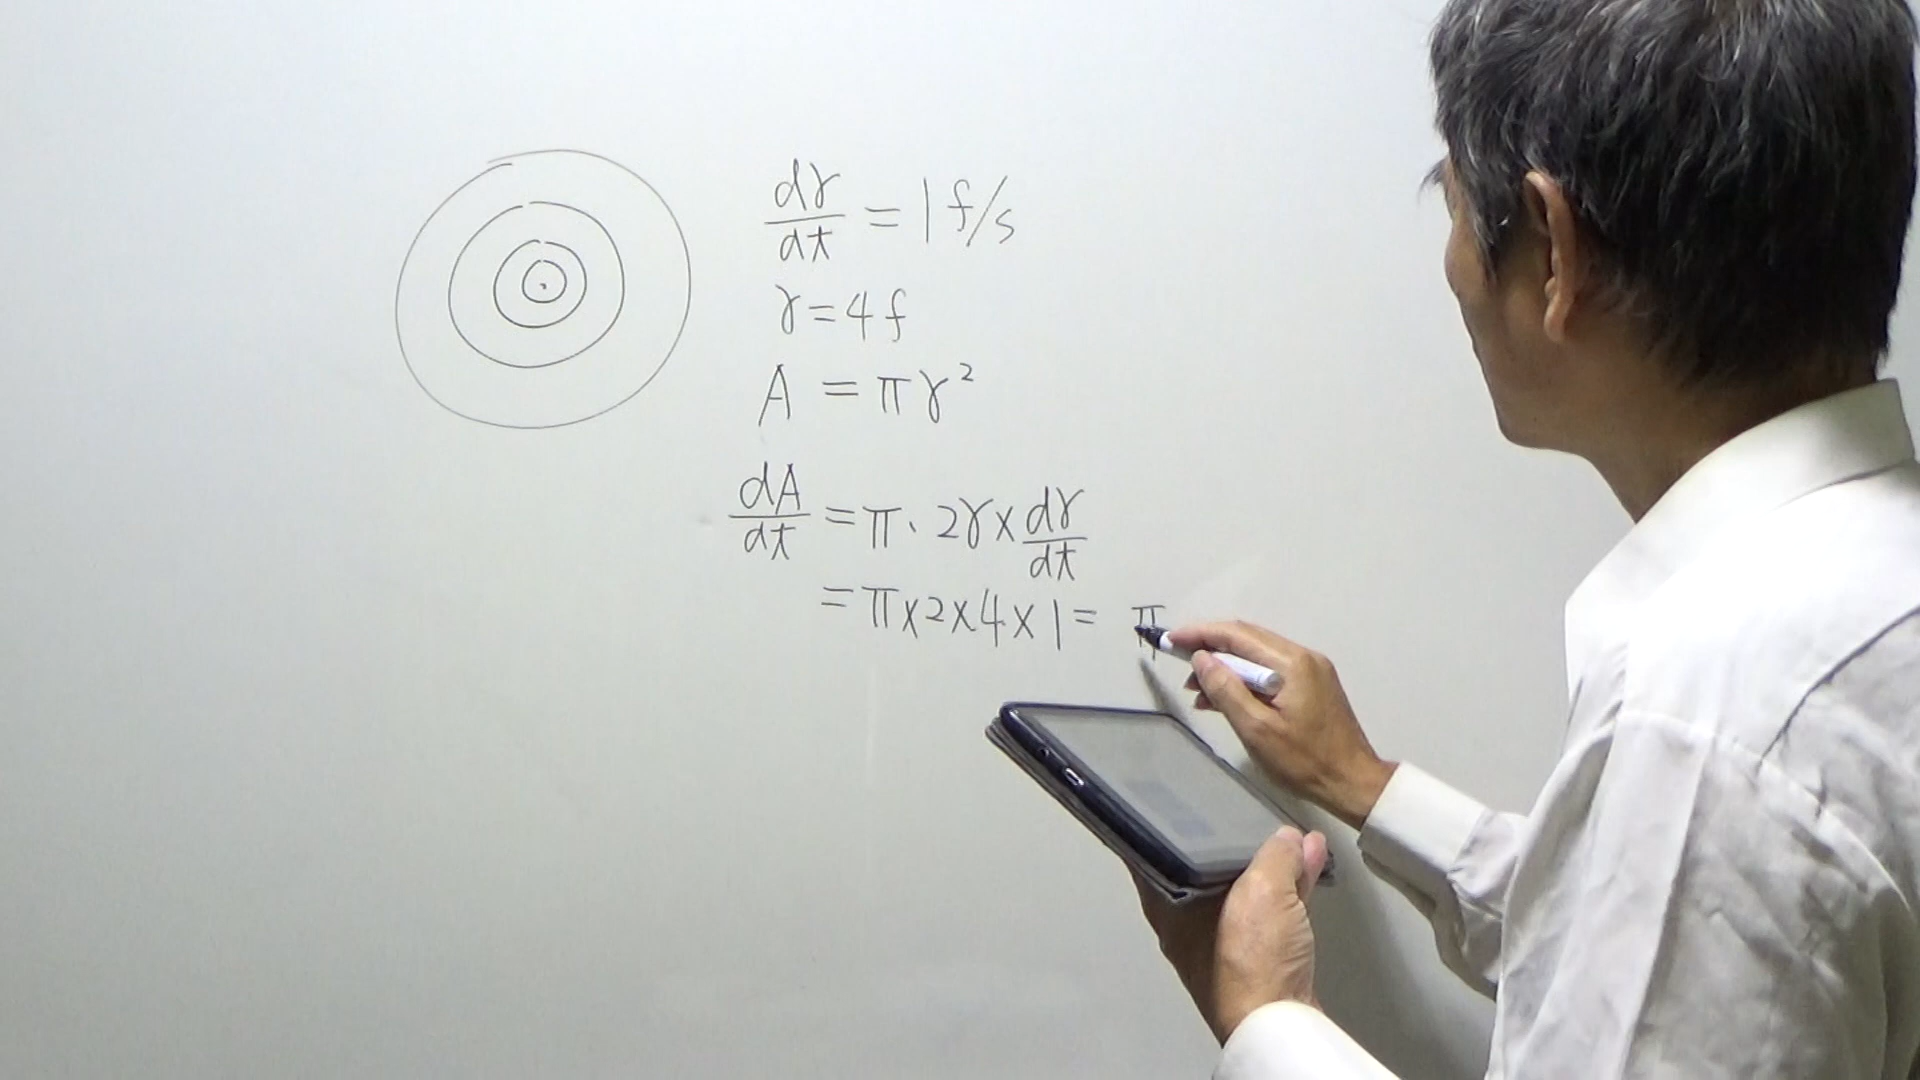 dr/dt = 1 f/s
r = 4 f
A = πr²
dA/dt = π · 2r × dr/dt
= π × 2 × 4 × 1 = π